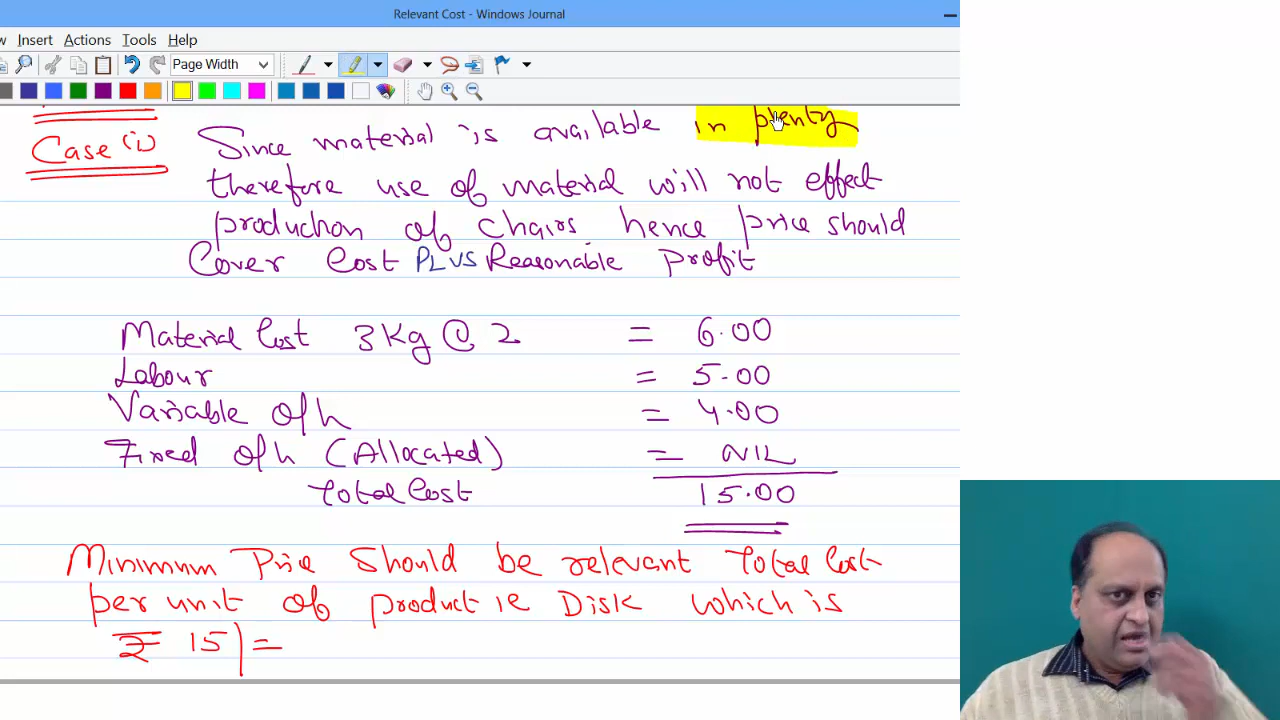 Relevant Cost - Windows Journal
w Insert Actions Tools Help
Page Width
Case (i) Since material is available in plenty
therefore use of material will not effect
production of chairs hence price should
Cover Cost PLUS Reasonable profit
Material Cost 3Kg @ 2 = 6.00
Labour = 5.00
Variable o/h = 4.00
Fixed o/h (Allocated) = NIL
Total Cost 15.00
Minimum Price Should be relevant Total Cost
per unit of product ie Disk which is
₹ 15/=